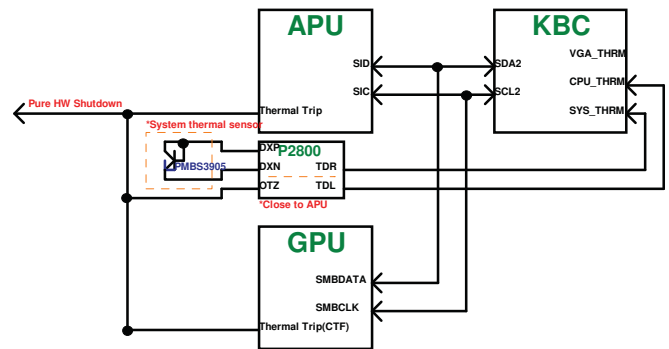 APU
KBC
VGA_THRM
SID
SDA2
CPU_THRM
SIC
SCL2
Pure HW Shutdown
Thermal Trip
SYS_THRM
*System thermal sensor
DXP
P2800
PMBS3905
DXN
TDR
OTZ
TDL
*Close to APU
GPU
SMBDATA
SMBCLK
Thermal Trip(CTF)